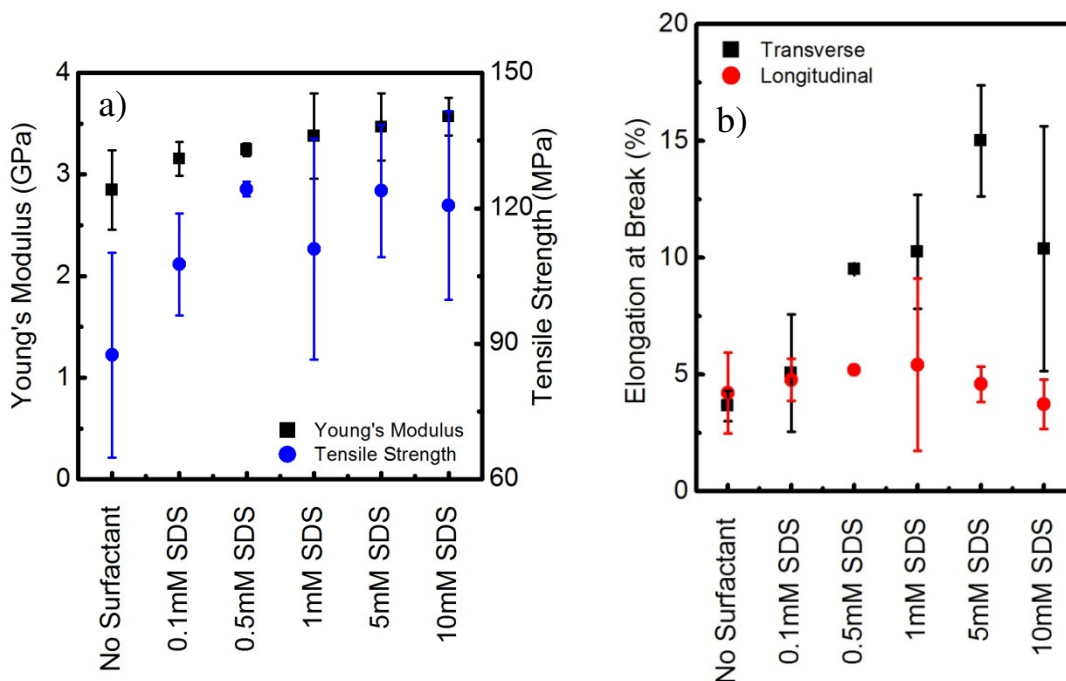 a)
Young's Modulus (GPa)
4
3
2
1
0
Tensile Strength (MPa)
150
120
90
60
Young's Modulus
Tensile Strength
No Surfactant
0.1mM SDS
0.5mM SDS
1mM SDS
5mM SDS
10mM SDS
b)
Elongation at Break (%)
20
15
10
5
0
Transverse
Longitudinal
No Surfactant
0.1mM SDS
0.5mM SDS
1mM SDS
5mM SDS
10mM SDS